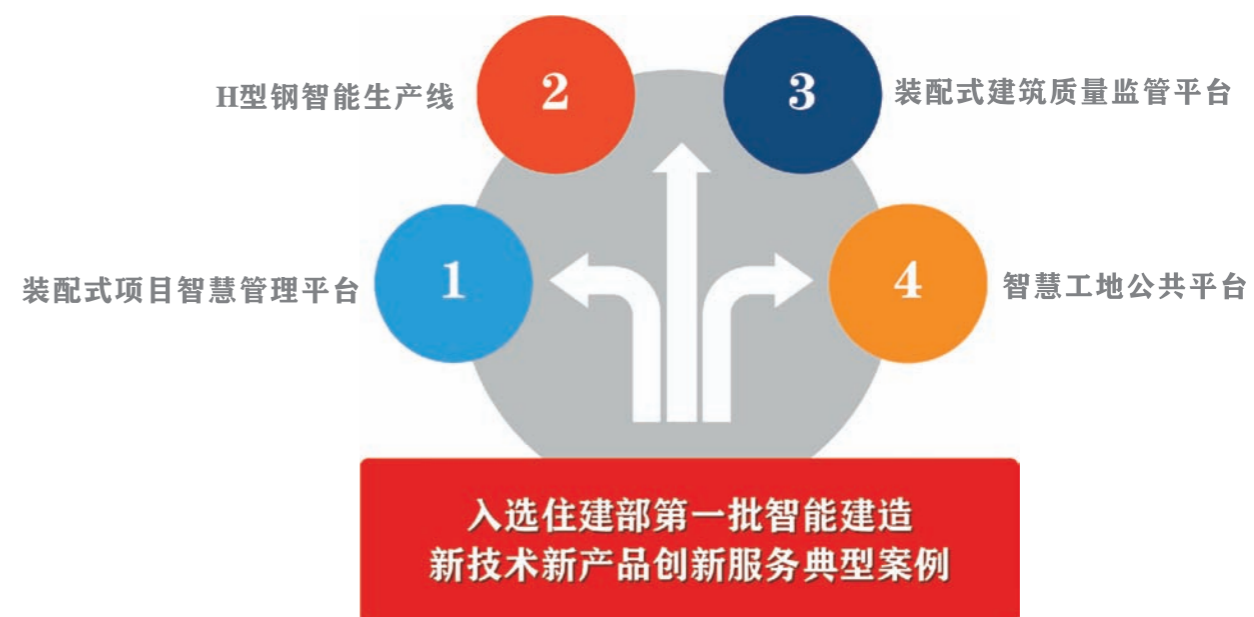 H型钢智能生产线
2
3
装配式建筑质量监管平台
装配式项目智慧管理平台
1
4
智慧工地公共平台
入选住建部第一批智能建造
新技术新产品创新服务典型案例